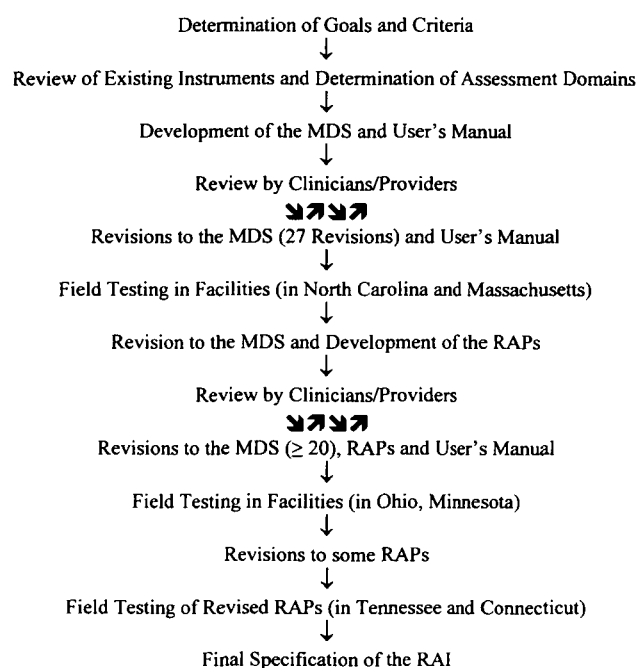 Determination of Goals and Criteria
↓
Review of Existing Instruments and Determination of Assessment Domains
↓
Development of the MDS and User's Manual
↓
Review by Clinicians/Providers
⬊⬈⬊⬈
Revisions to the MDS (27 Revisions) and User's Manual
↓
Field Testing in Facilities (in North Carolina and Massachusetts)
↓
Revision to the MDS and Development of the RAPs
↓
Review by Clinicians/Providers
⬊⬈⬊⬈
Revisions to the MDS (≥ 20), RAPs and User's Manual
↓
Field Testing in Facilities (in Ohio, Minnesota)
↓
Revisions to some RAPs
↓
Field Testing of Revised RAPs (in Tennessee and Connecticut)
↓
Final Specification of the RAI